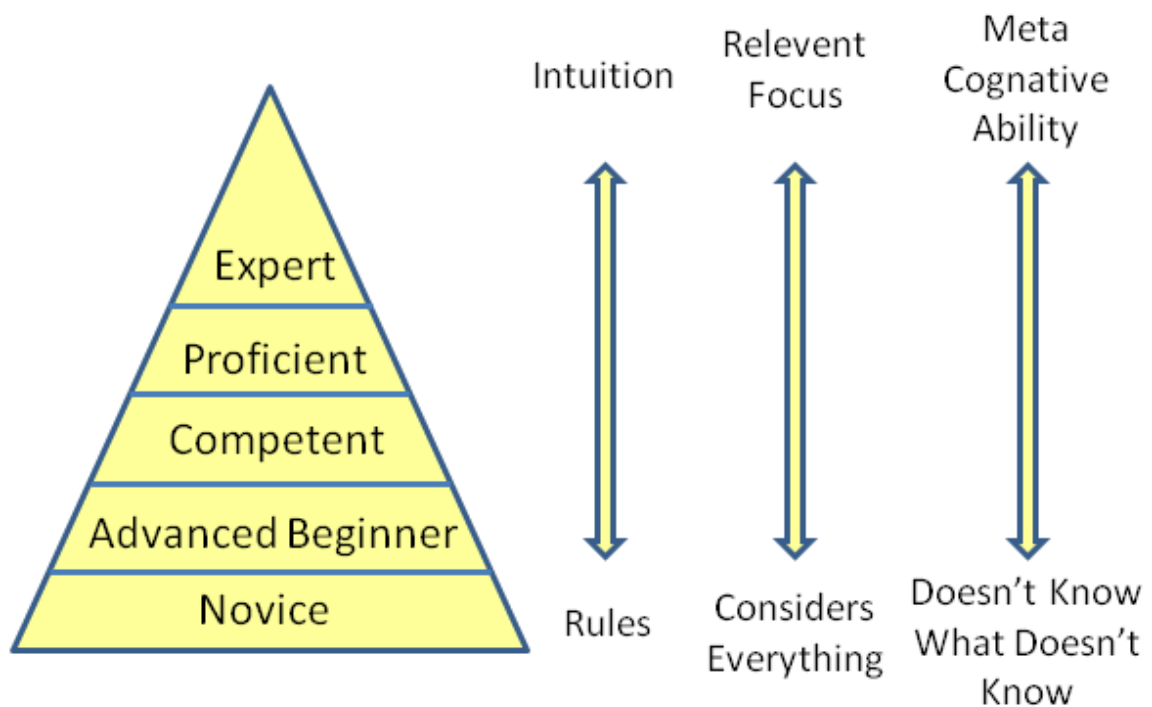 Expert
Proficient
Competent
Advanced Beginner
Novice
Intuition
Rules
Relevent
Focus
Considers
Everything
Meta
Cognative
Ability
Doesn't Know
What Doesn't
Know